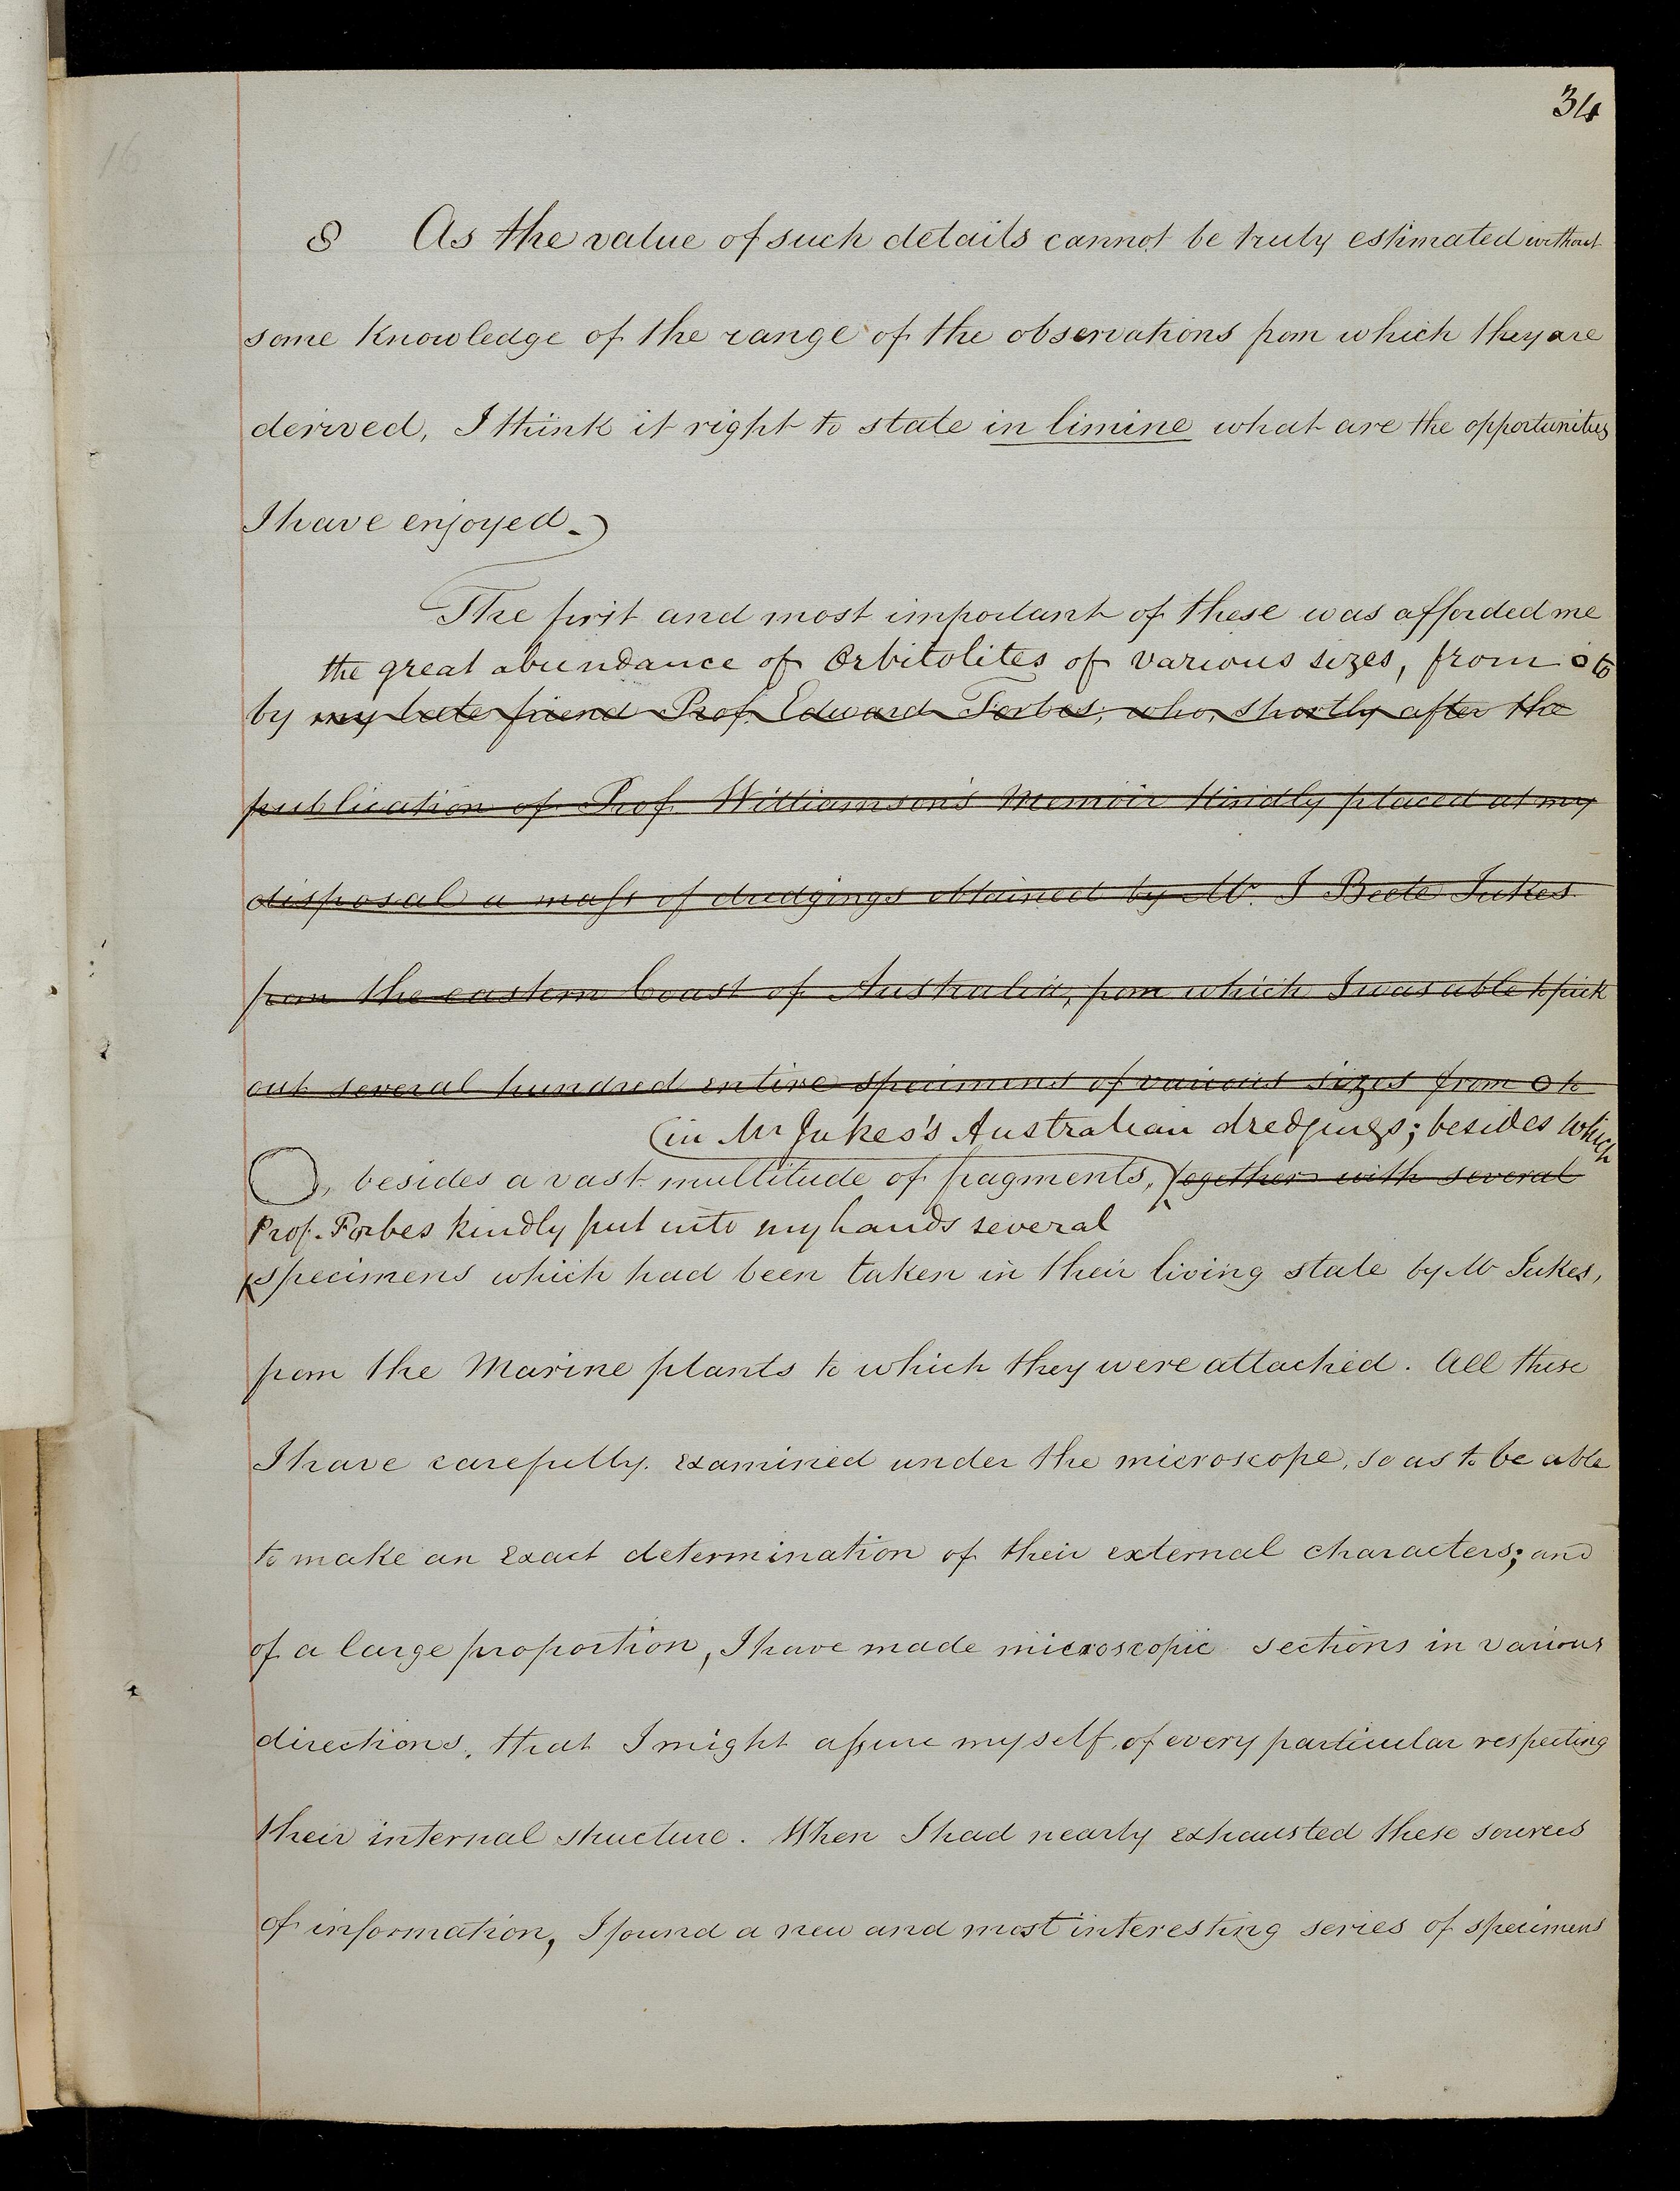 34
16
8 As the value of such details cannot be truly estimated without
some knowledge of the range of the observations from which they are
derived, I think it right to state in limine what are the opportunities
I have enjoyed.
The first and most important of these was afforded me
the great abundance of Orbitolites of various sizes, from o to
by my late friend Prof. Edward Forbes, who, shortly after the
publication of Prof. Williamson's Memoir kindly placed at my
disposal a mass of dredgings obtained by Mr. J Beete Jukes
from the eastern Coast of Australia, from which I was able to pick
out several hundred entire specimens of various sizes from o to
(in Mr Jukes's Australian dredgings; besides which
O, besides a vast multitude of fragments, together with several
Prof. Forbes kindly put into my hands several
specimens which had been taken in their living state by Mr Jukes,
from the Marine plants to which they were attached. All these
I have carefully examined under the microscope, so as to be able
to make an exact determination of their external characters; and
of a large proportion, I have made microscopic sections in various
directions, that I might assure myself of every particular respecting
their internal structure. When I had nearly exhausted these sources
of information, I found a new and most interesting series of specimens